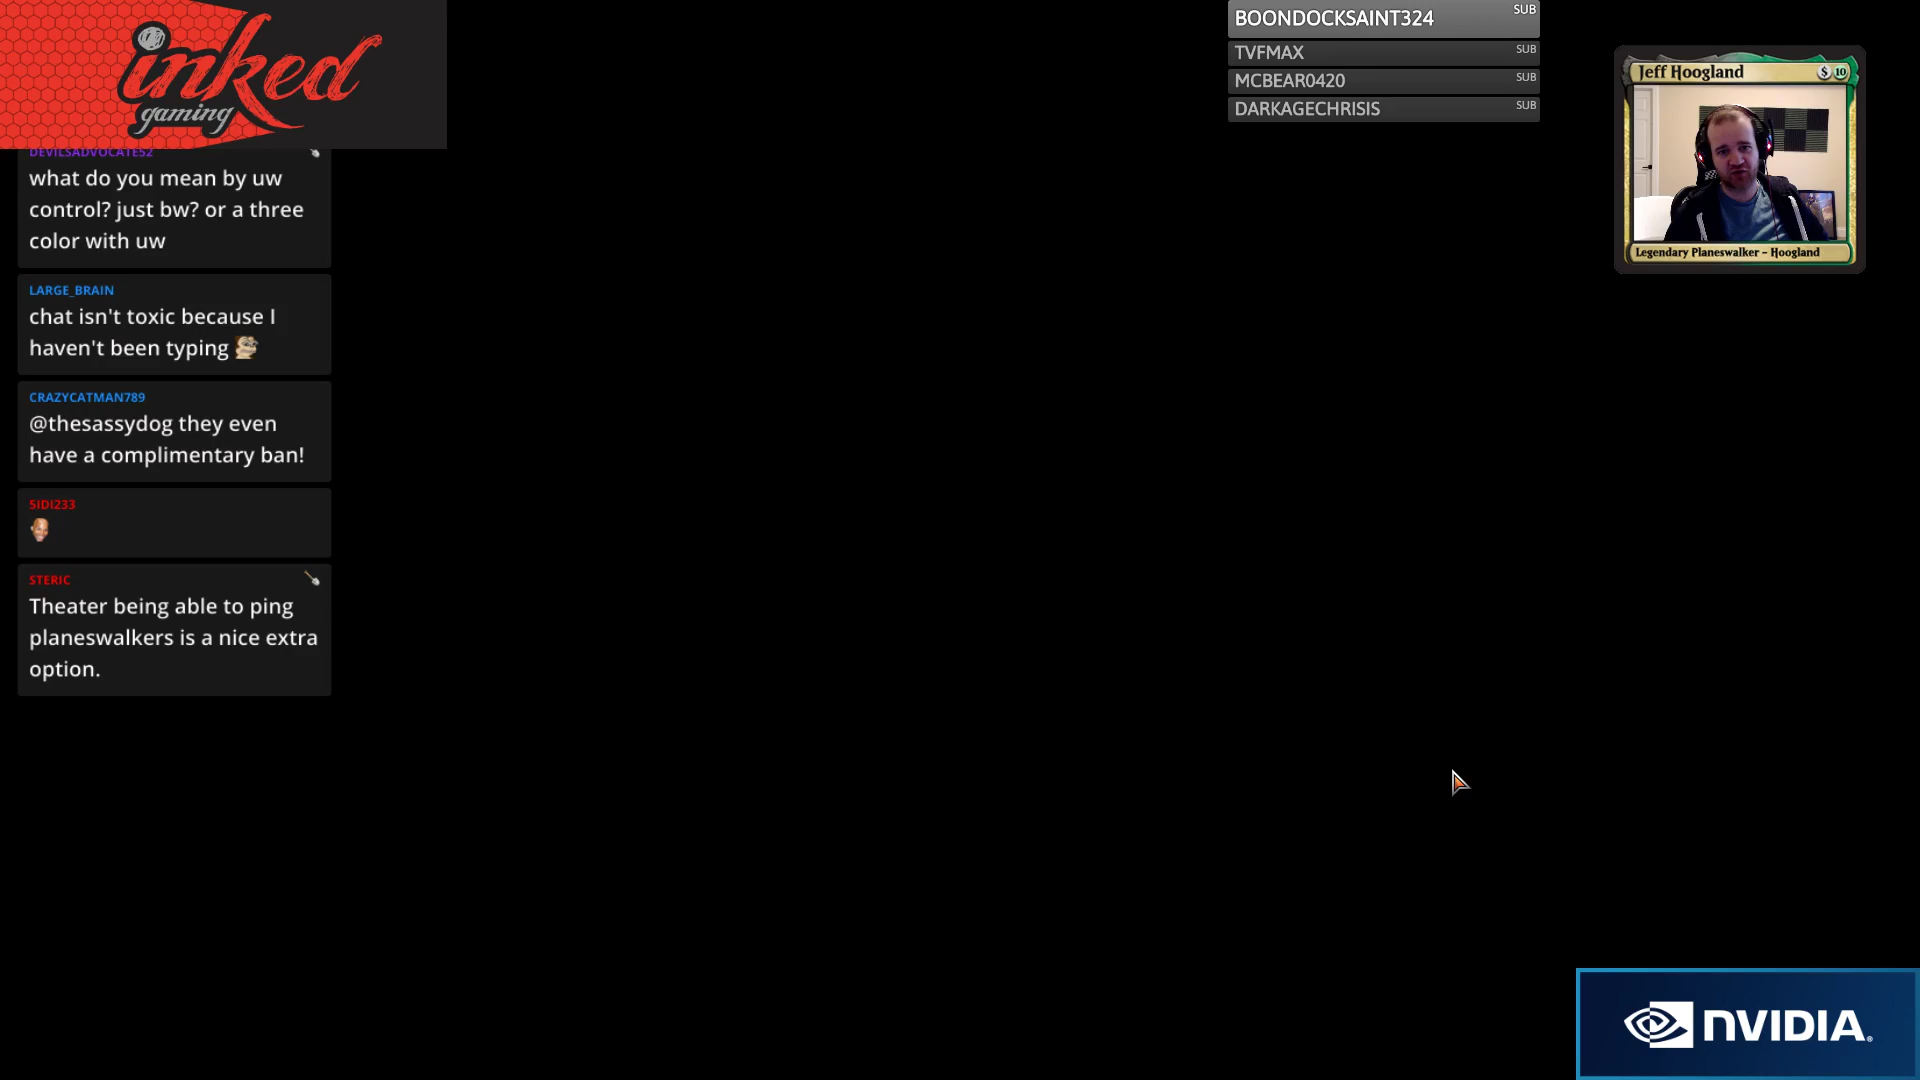 inked
gaming
DEVILSADVOCATE52
what do you mean by uw
control? just bw? or a three
color with uw
LARGE_BRAIN
chat isn't toxic because I
haven't been typing
CRAZYCATMAN789
@thesassydog they even
have a complimentary ban!
5IDI233
STERIC
Theater being able to ping
planeswalkers is a nice extra
option.
BOONDOCKSAINT324 SUB
TVFMAX SUB
MCBEAR0420 SUB
DARKAGECHRISIS SUB
Jeff Hoogland $ 10
Legendary Planeswalker – Hoogland
NVIDIA.